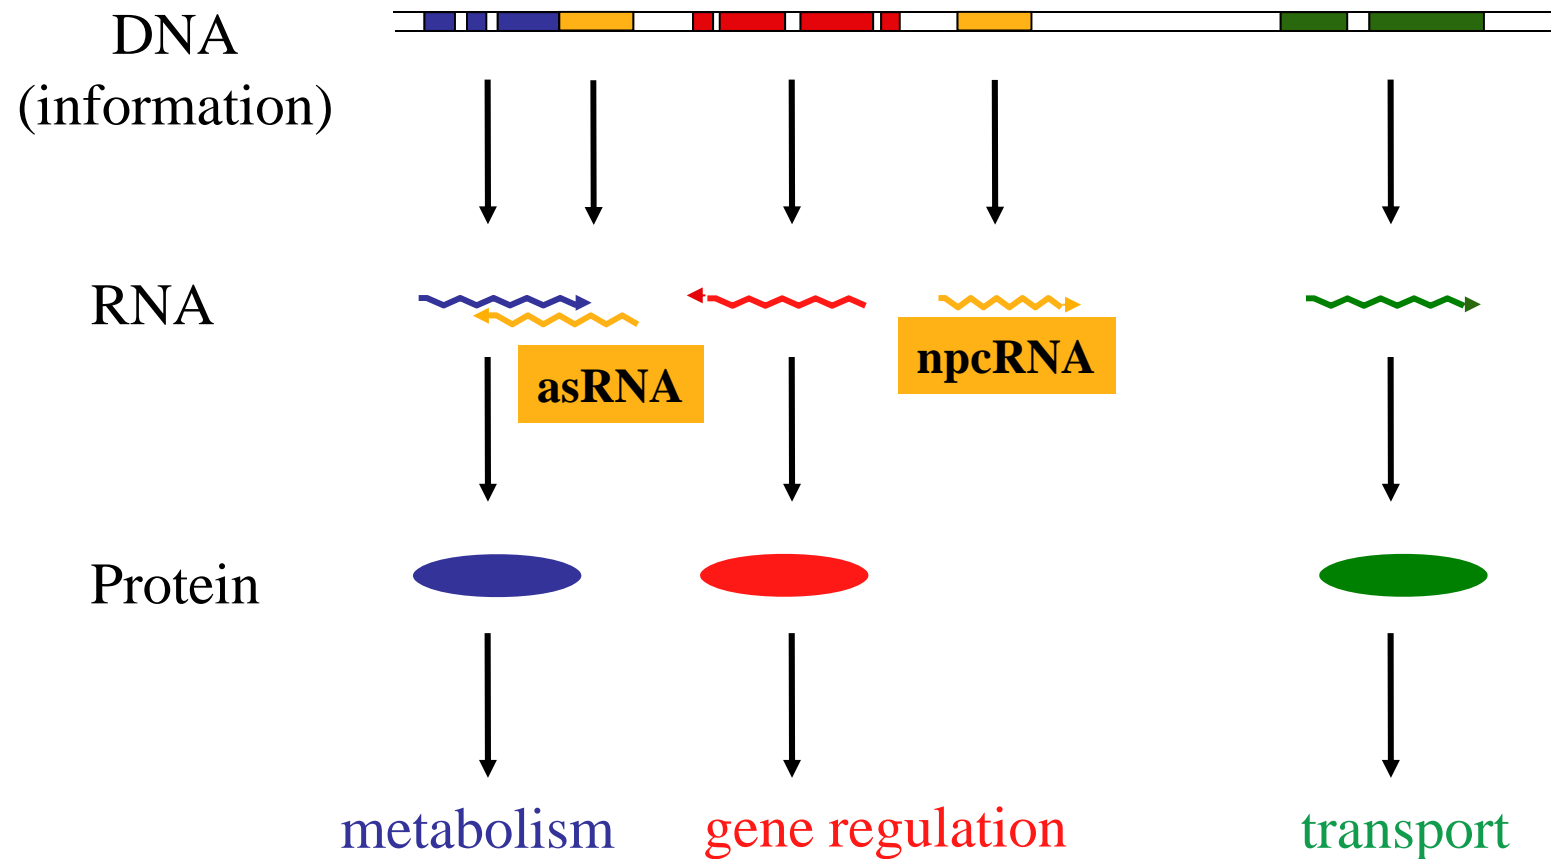 DNA
(information)
RNA
asRNA
npcRNA
Protein
metabolism
gene regulation
transport